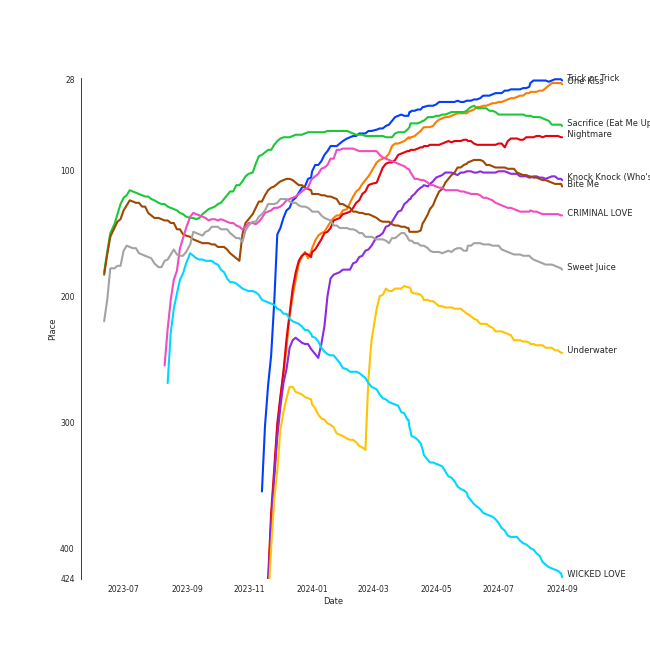 28
100
200
300
400
424
Place
2023-07
2023-09
2023-11
2024-01
2024-03
2024-05
2024-07
2024-09
Date
Trick or Trick
One Kiss
Sacrifice (Eat Me Up
Nightmare
Knock Knock (Who's
Bite Me
CRIMINAL LOVE
Sweet Juice
Underwater
WICKED LOVE